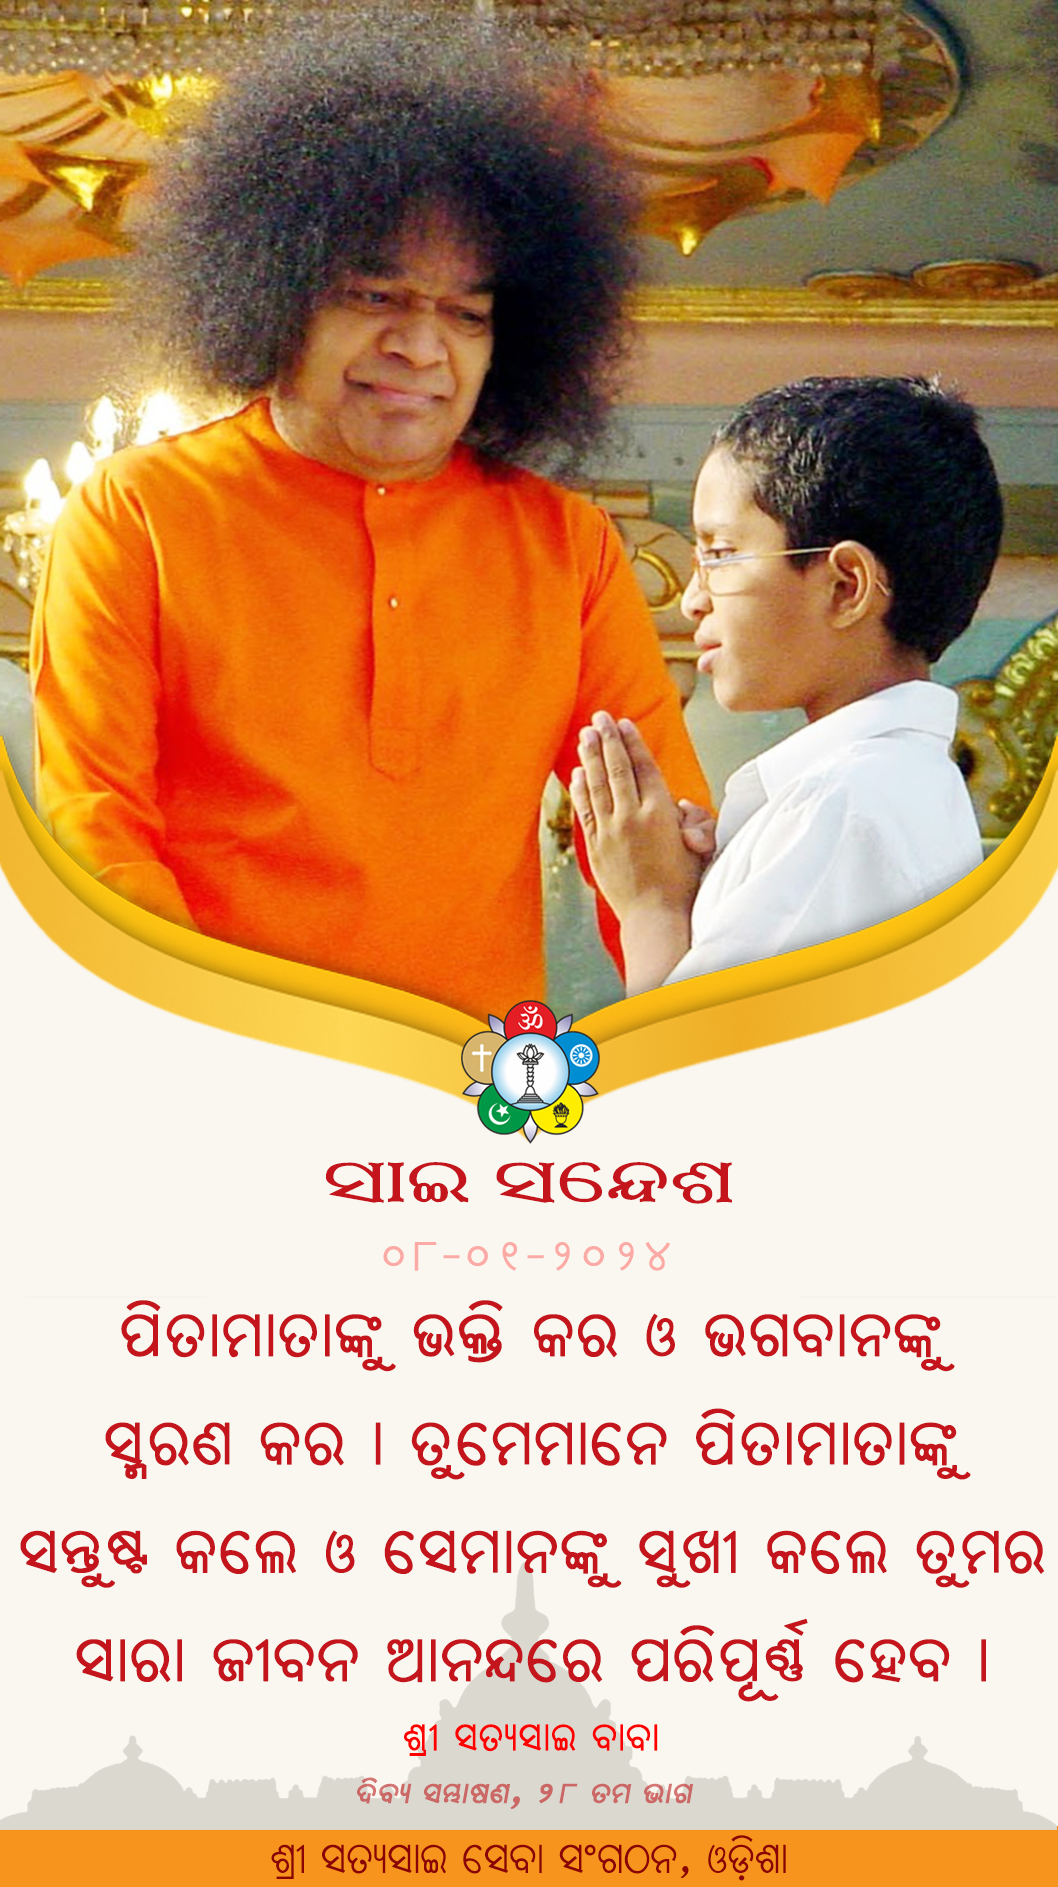 ॐ
ସାଇ ସନ୍ଦେଶ
୦୮-୦୧-୨୦୨୪
ପିତାମାତାଙ୍କୁ ଭକ୍ତି କର ଓ ଭଗବାନଙ୍କୁ
ସ୍ମରଣ କର । ତୁମେମାନେ ପିତାମାତାଙ୍କୁ
ସନ୍ତୁଷ୍ଟ କଲେ ଓ ସେମାନଙ୍କୁ ସୁଖୀ କଲେ ତୁମର
ସାରା ଜୀବନ ଆନନ୍ଦରେ ପରିପୂର୍ଣ୍ଣ ହେବ ।
ଶ୍ରୀ ସତ୍ୟସାଇ ବାବା
ଦିବ୍ୟ ସମ୍ଭାଷଣ, ୨୮ ତମ ଭାଗ
ଶ୍ରୀ ସତ୍ୟସାଇ ସେବା ସଂଗଠନ, ଓଡ଼ିଶା